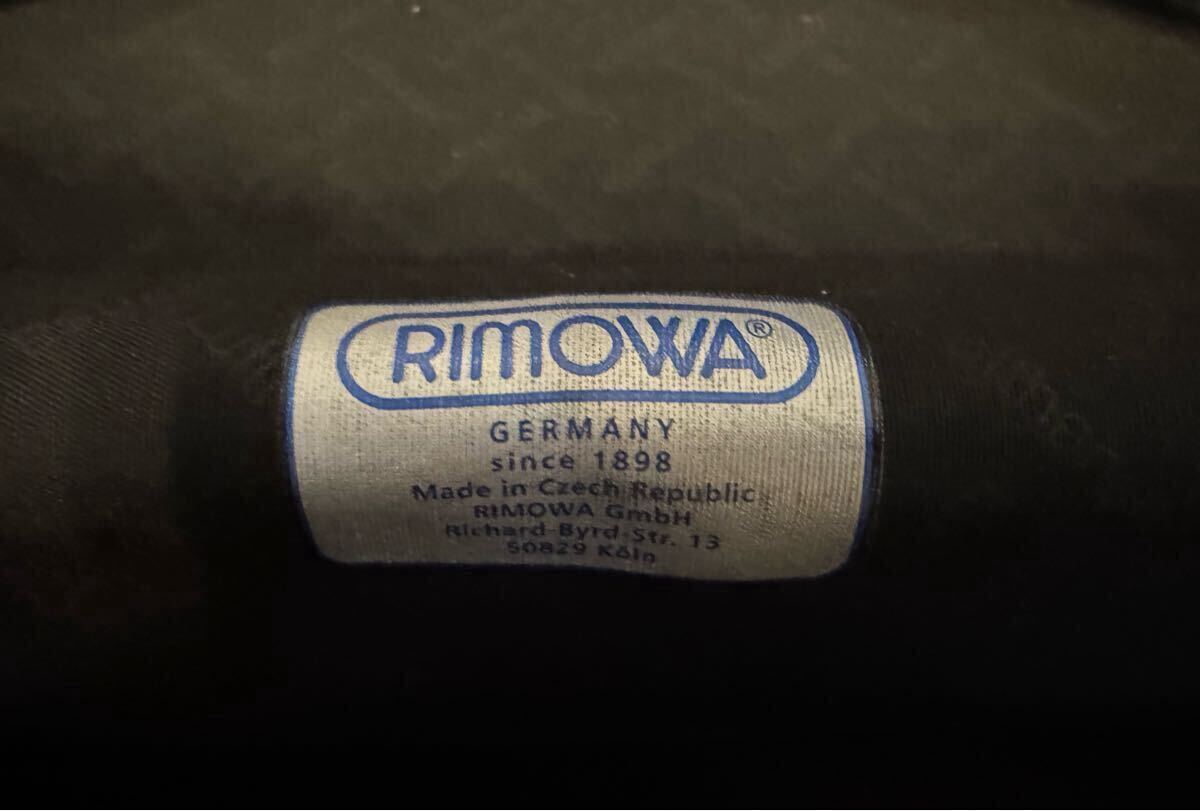 RIMOWA®
GERMANY
since 1898
Made in Czech Republic
RIMOWA GmbH
Richard-Byrd-Str. 13
50829 Köln